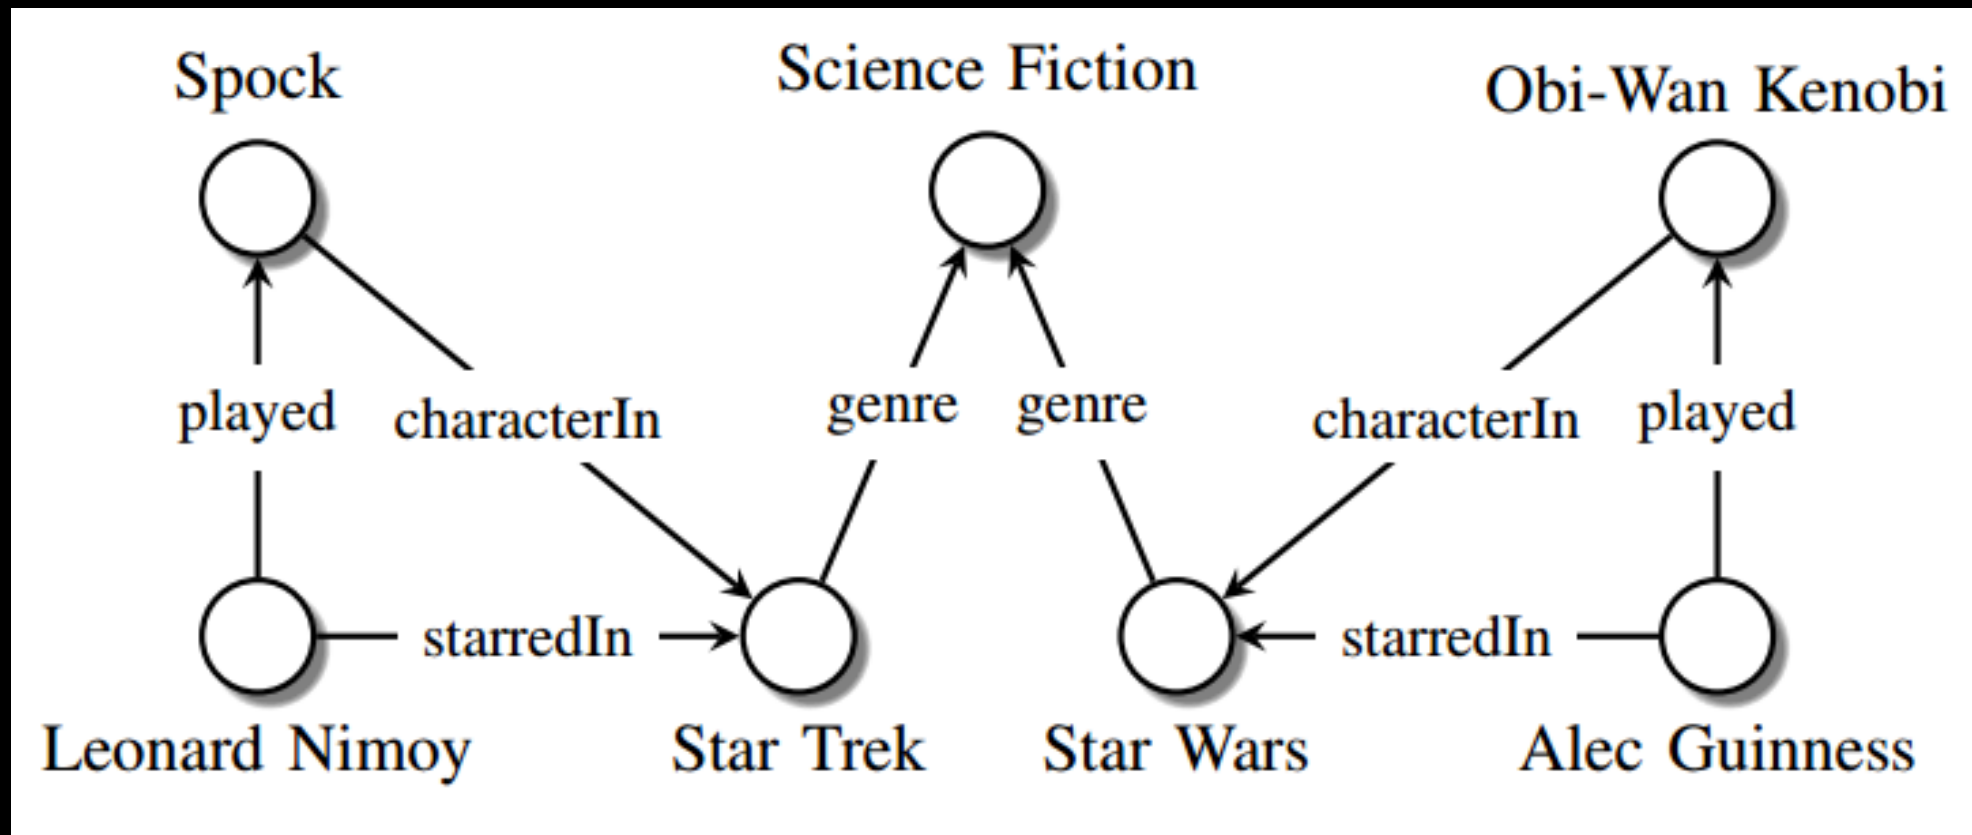 Spock
Science Fiction
Obi-Wan Kenobi
played
characterIn
genre
genre
characterIn
played
starredIn
starredIn
Leonard Nimoy
Star Trek
Star Wars
Alec Guinness